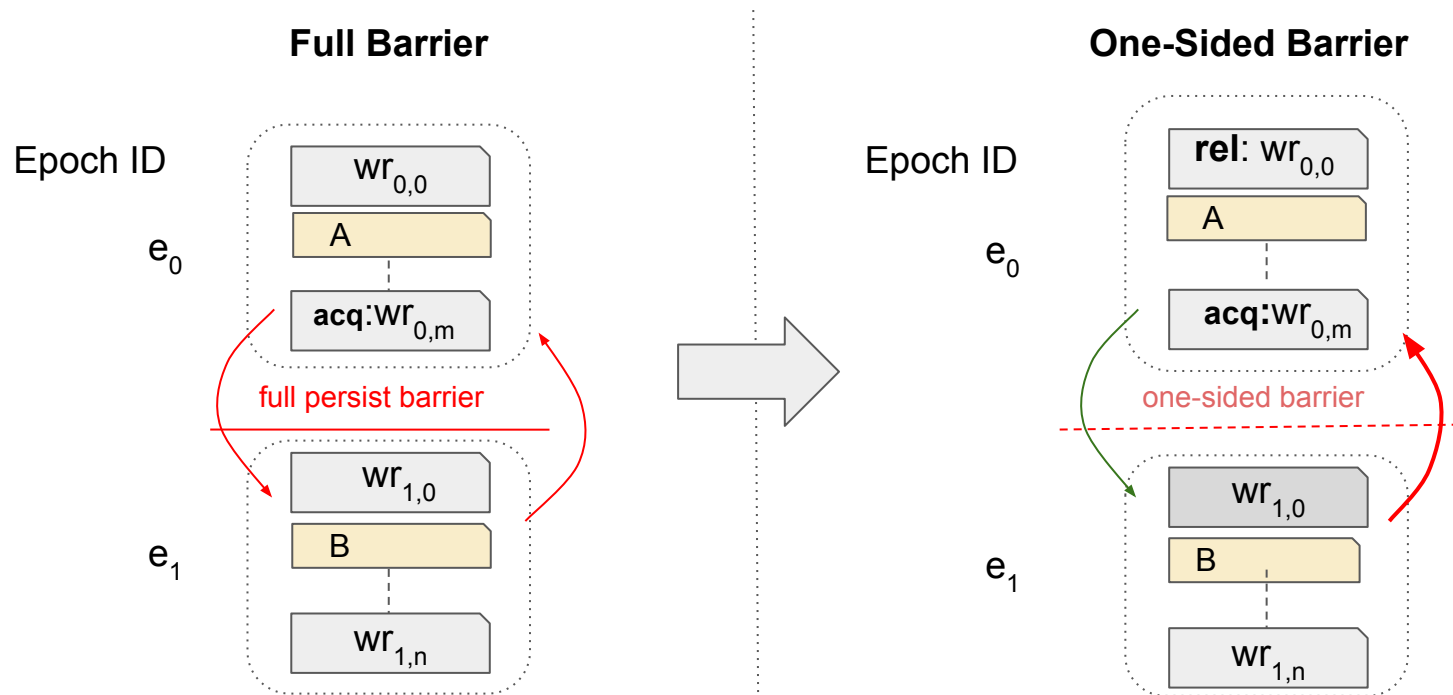 Full Barrier
Epoch ID
wr0,0
A
e0
acq:wr0,m
full persist barrier
wr1,0
B
e1
wr1,n
One-Sided Barrier
Epoch ID
rel: wr0,0
A
e0
acq:wr0,m
one-sided barrier
wr1,0
B
e1
wr1,n